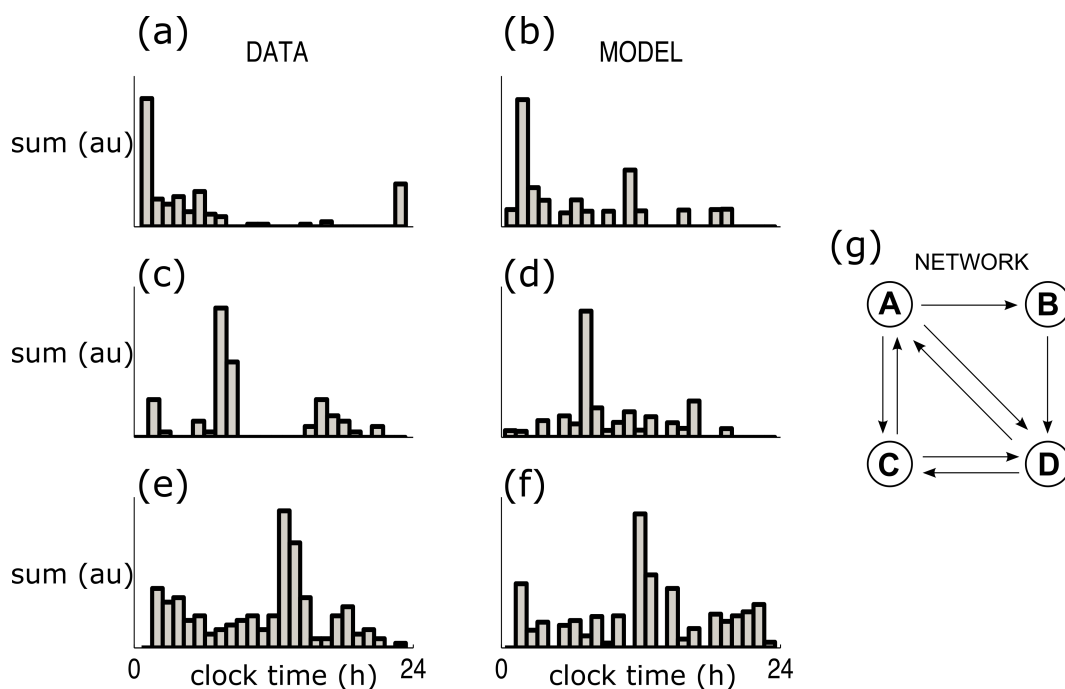 (a)
DATA
(b)
MODEL
sum (au)
(c)
(d)
sum (au)
(g)
NETWORK
A
B
C
D
(e)
(f)
sum (au)
0
clock time (h)
24
0
clock time (h)
24